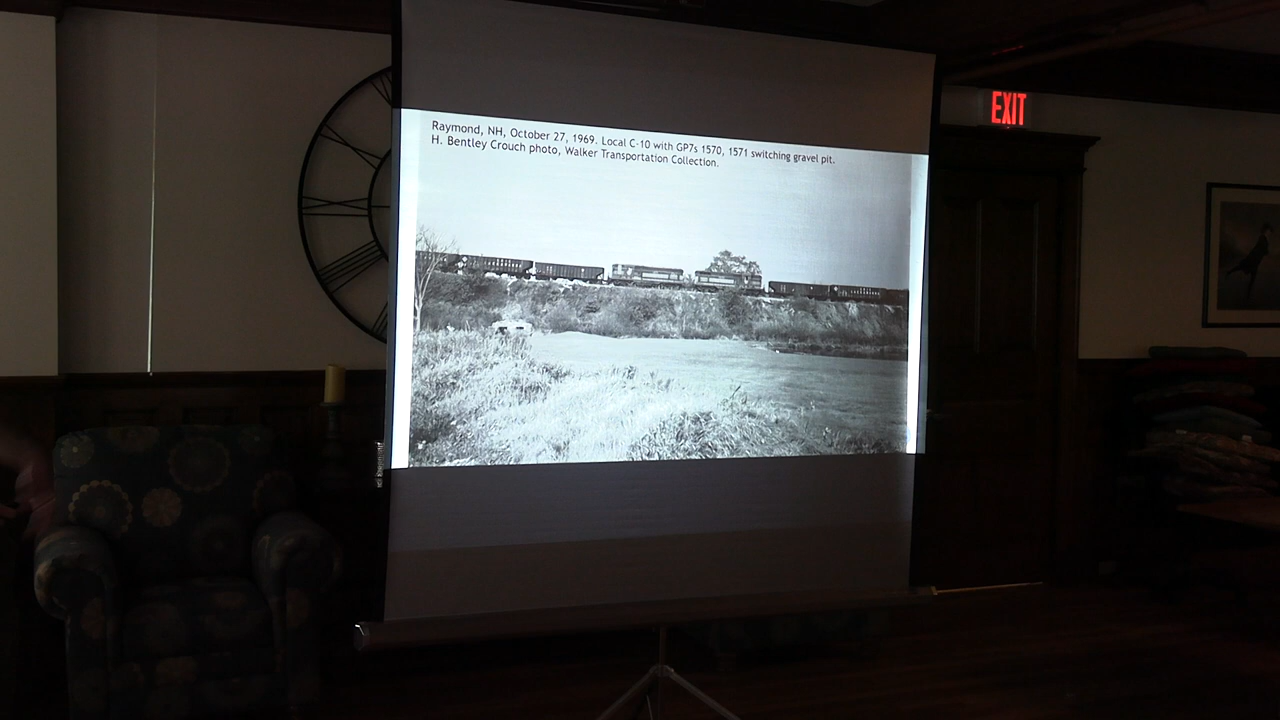 Raymond, NH, October 27, 1969. Local C-10 with GP7s 1570, 1571 switching gravel pit.
H. Bentley Crouch photo, Walker Transportation Collection.
EXIT